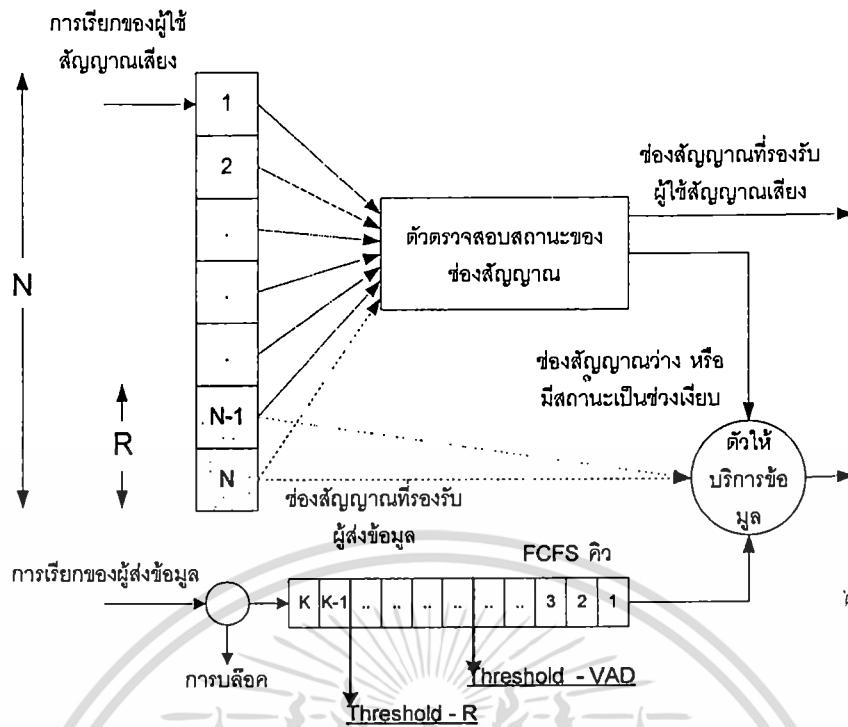 การเรียกของผู้ใช้
สัญญาณเสียง
1
2
.
.
.
N-1
N
N
R
ตัวตรวจสอบสถานะของ
ช่องสัญญาณ
ช่องสัญญาณที่รองรับ
ผู้ใช้สัญญาณเสียง
ช่องสัญญาณว่าง หรือ
มีสถานะเป็นช่วงเงียบ
ตัวให้
บริการข้อ
มูล
ช่องสัญญาณที่รองรับ
ผู้ส่งข้อมูล
FCFS คิว
การเรียกของผู้ส่งข้อมูล
K K-1 .. .. .. .. .. .. 3 2 1
การบล๊อค
Threshold - VAD
Threshold - R